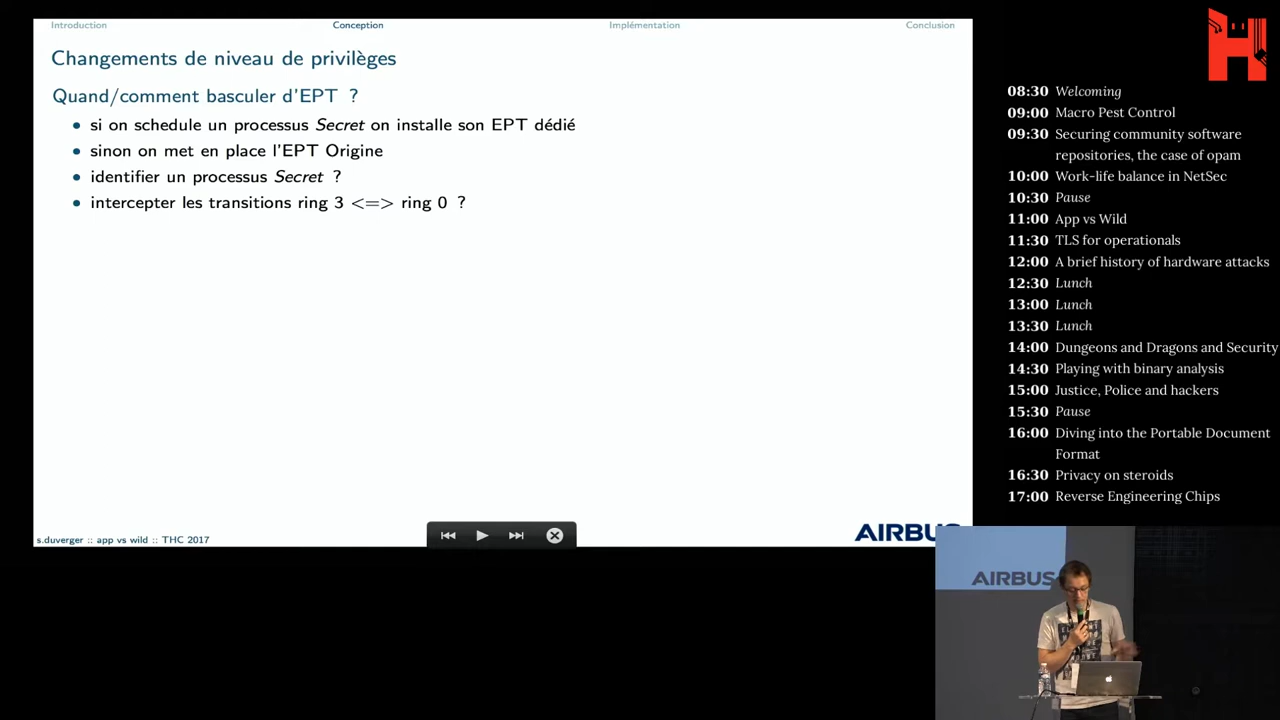 Introduction
Conception
Implémentation
Conclusion
Changements de niveau de privilèges
Quand/comment basculer d'EPT ?
• si on schedule un processus Secret on installe son EPT dédié
• sinon on met en place l'EPT Origine
• identifier un processus Secret ?
• intercepter les transitions ring 3 <=> ring 0 ?
s.duverger :: app vs wild :: THC 2017
AIRBUS
08:30 Welcoming
09:00 Macro Pest Control
09:30 Securing community software
repositories, the case of opam
10:00 Work-life balance in NetSec
10:30 Pause
11:00 App vs Wild
11:30 TLS for operationals
12:00 A brief history of hardware attacks
12:30 Lunch
13:00 Lunch
13:30 Lunch
14:00 Dungeons and Dragons and Security
14:30 Playing with binary analysis
15:00 Justice, Police and hackers
15:30 Pause
16:00 Diving into the Portable Document
Format
16:30 Privacy on steroids
17:00 Reverse Engineering Chips
AIRBUS